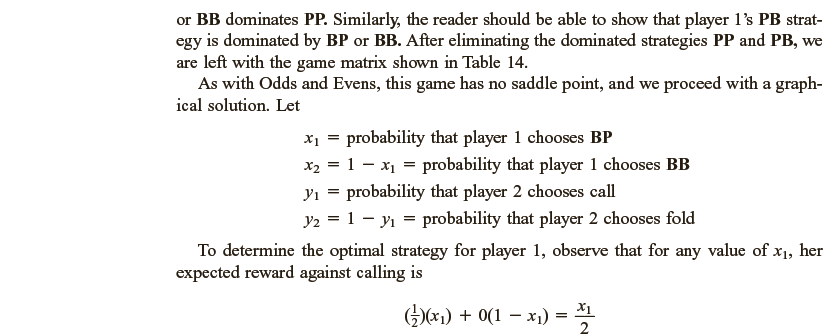 or BB dominates PP. Similarly, the reader should be able to show that player 1's PB strat-
egy is dominated by BP or BB. After eliminating the dominated strategies PP and PB, we
are left with the game matrix shown in Table 14.
As with Odds and Evens, this game has no saddle point, and we proceed with a graph-
ical solution. Let
x₁ = probability that player 1 chooses BP
x₂ = 1 − x₁ = probability that player 1 chooses BB
y₁ = probability that player 2 chooses call
y₂ = 1 − y₁ = probability that player 2 chooses fold
To determine the optimal strategy for player 1, observe that for any value of x₁, her
expected reward against calling is
(½)(x₁) + 0(1 − x₁) = x₁/2